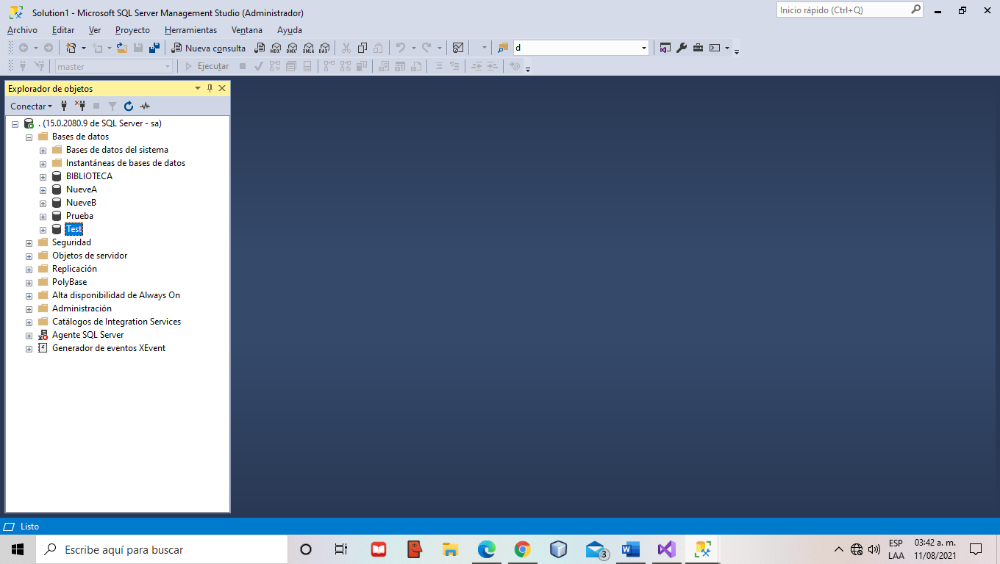 Solution1 - Microsoft SQL Server Management Studio (Administrador)
Inicio rápido (Ctrl+Q)
Archivo Editar Ver Proyecto Herramientas Ventana Ayuda
Nueva consulta MDX DMX XMLA DAX d
master Ejecutar
Explorador de objetos
Conectar
. (15.0.2080.9 de SQL Server - sa)
Bases de datos
Bases de datos del sistema
Instantáneas de bases de datos
BIBLIOTECA
NueveA
NueveB
Prueba
Test
Seguridad
Objetos de servidor
Replicación
PolyBase
Alta disponibilidad de Always On
Administración
Catálogos de Integration Services
Agente SQL Server
Generador de eventos XEvent
Listo
Escribe aquí para buscar
3
ESP
LAA
03:42 a. m.
11/08/2021